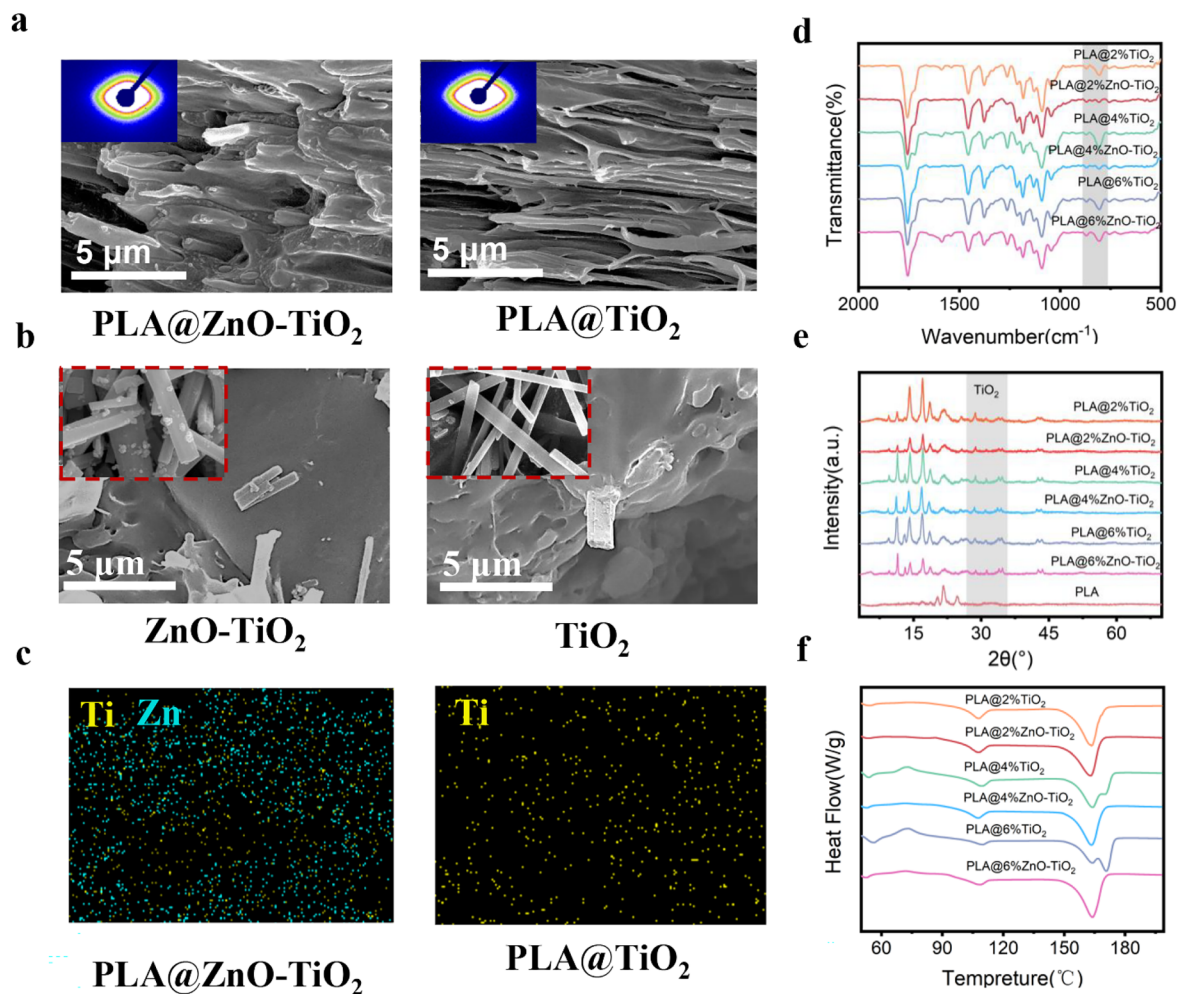 a
5 μm
5 μm
PLA@ZnO-TiO₂
PLA@TiO₂
b
5 μm
5 μm
ZnO-TiO₂
TiO₂
c
Ti Zn
Ti
PLA@ZnO-TiO₂
PLA@TiO₂
d
Transmittance(%)
PLA@2%TiO₂
PLA@2%ZnO-TiO₂
PLA@4%TiO₂
PLA@4%ZnO-TiO₂
PLA@6%TiO₂
PLA@6%ZnO-TiO₂
2000 1500 1000 500
Wavenumber(cm⁻¹)
e
Intensity(a.u.)
TiO₂
PLA@2%TiO₂
PLA@2%ZnO-TiO₂
PLA@4%TiO₂
PLA@4%ZnO-TiO₂
PLA@6%TiO₂
PLA@6%ZnO-TiO₂
PLA
15 30 45 60
2θ(°)
f
Heat Flow(W/g)
PLA@2%TiO₂
PLA@2%ZnO-TiO₂
PLA@4%TiO₂
PLA@4%ZnO-TiO₂
PLA@6%TiO₂
PLA@6%ZnO-TiO₂
50 90 120 150 180
Tempreture(℃)